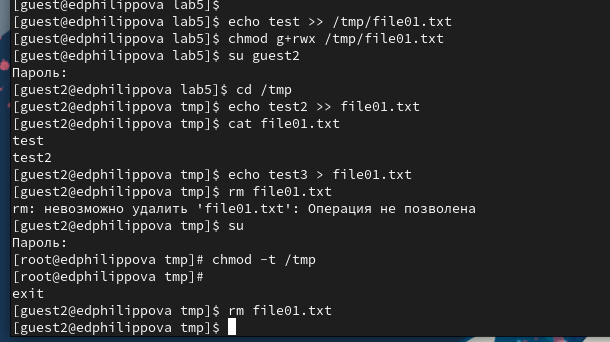 [guest@edphilippova lab5]$
[guest@edphilippova lab5]$ echo test >> /tmp/file01.txt
[guest@edphilippova lab5]$ chmod g+rwx /tmp/file01.txt
[guest@edphilippova lab5]$ su guest2
Пароль:
[guest2@edphilippova lab5]$ cd /tmp
[guest2@edphilippova tmp]$ echo test2 >> file01.txt
[guest2@edphilippova tmp]$ cat file01.txt
test
test2
[guest2@edphilippova tmp]$ echo test3 > file01.txt
[guest2@edphilippova tmp]$ rm file01.txt
rm: невозможно удалить 'file01.txt': Операция не позволена
[guest2@edphilippova tmp]$ su
Пароль:
[root@edphilippova tmp]# chmod -t /tmp
[root@edphilippova tmp]#
exit
[guest2@edphilippova tmp]$ rm file01.txt
[guest2@edphilippova tmp]$